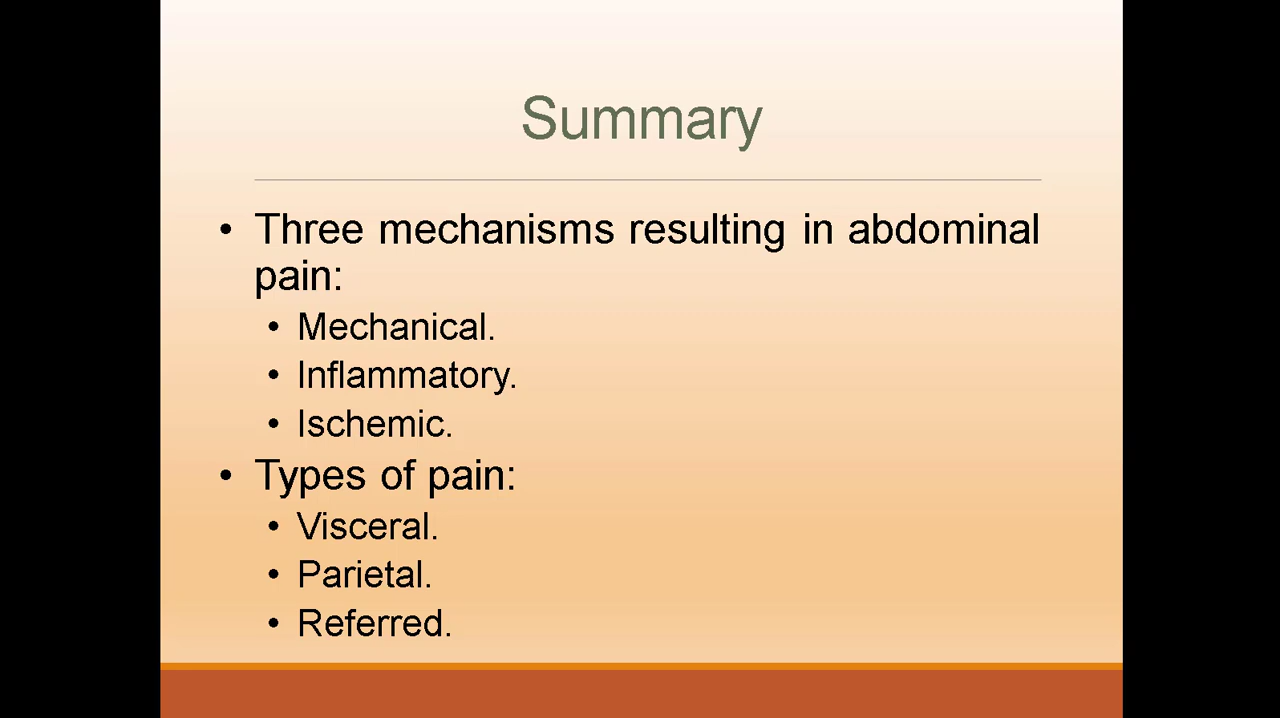 Summary
• Three mechanisms resulting in abdominal
pain:
• Mechanical.
• Inflammatory.
• Ischemic.
• Types of pain:
• Visceral.
• Parietal.
• Referred.